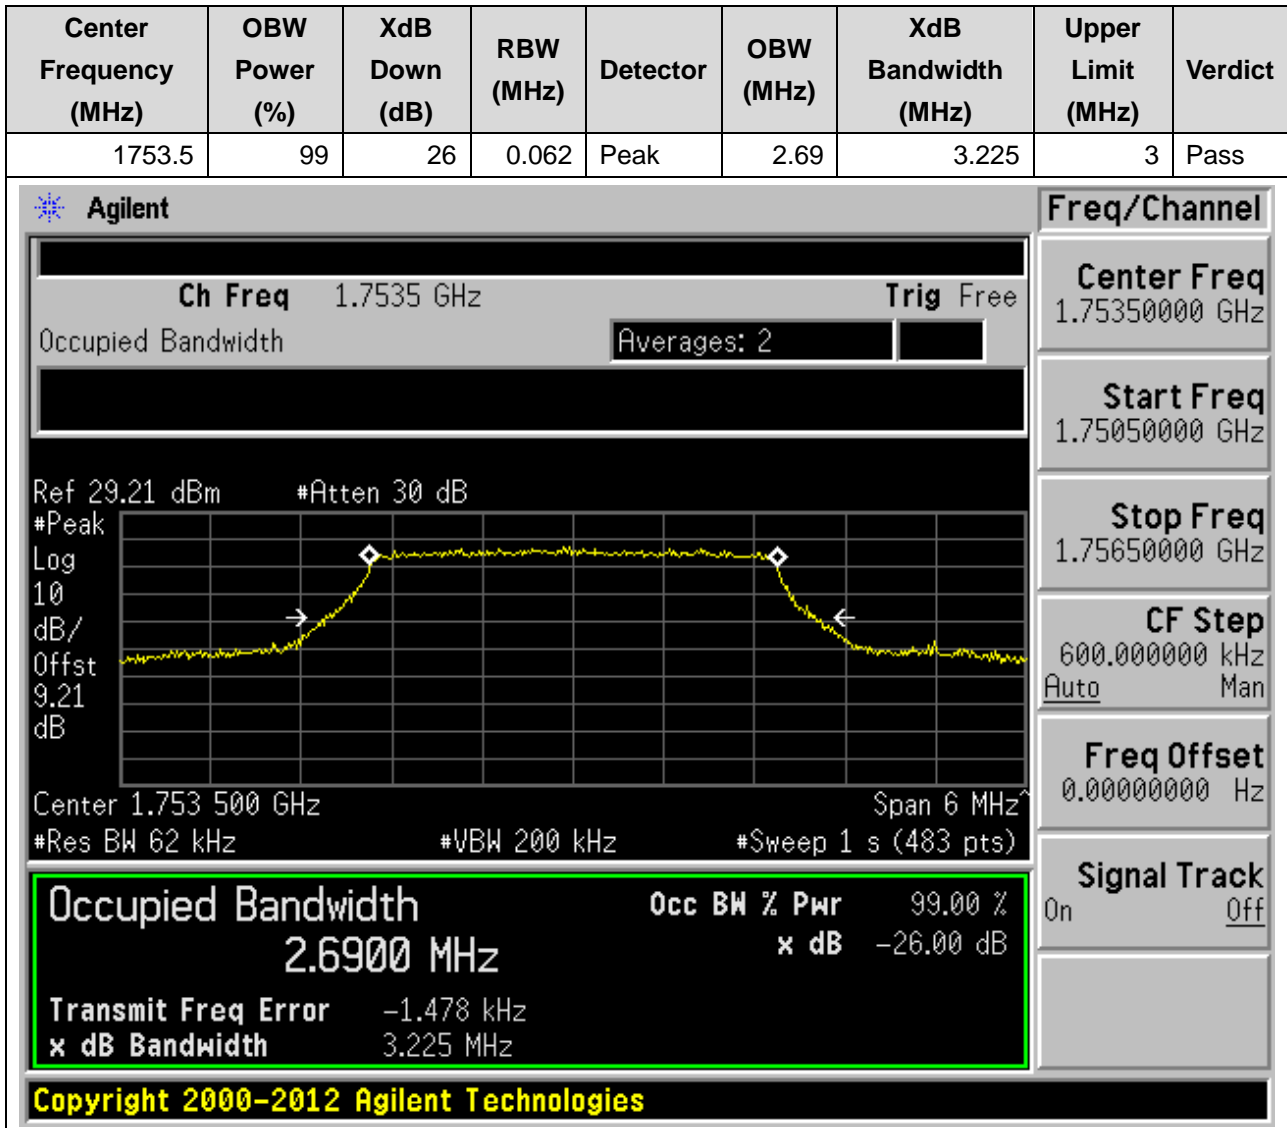 Center Frequency (MHz) OBW Power (%) XdB Down (dB) RBW (MHz) Detector OBW (MHz) XdB Bandwidth (MHz) Upper Limit (MHz) Verdict
1753.5 99 26 0.062 Peak 2.69 3.225 3 Pass
Agilent
Ch Freq 1.7535 GHz Trig Free
Occupied Bandwidth Averages: 2
Ref 29.21 dBm #Atten 30 dB
#Peak
Log
10
dB/
Offst
9.21
dB
Center 1.753 500 GHz Span 6 MHz^
#Res BW 62 kHz #VBW 200 kHz #Sweep 1 s (483 pts)
Occupied Bandwidth Occ BW % Pwr 99.00 %
2.6900 MHz x dB -26.00 dB
Transmit Freq Error -1.478 kHz
x dB Bandwidth 3.225 MHz
Copyright 2000-2012 Agilent Technologies
Freq/Channel
Center Freq
1.75350000 GHz
Start Freq
1.75050000 GHz
Stop Freq
1.75650000 GHz
CF Step
600.000000 kHz
Auto Man
Freq Offset
0.00000000 Hz
Signal Track
On Off